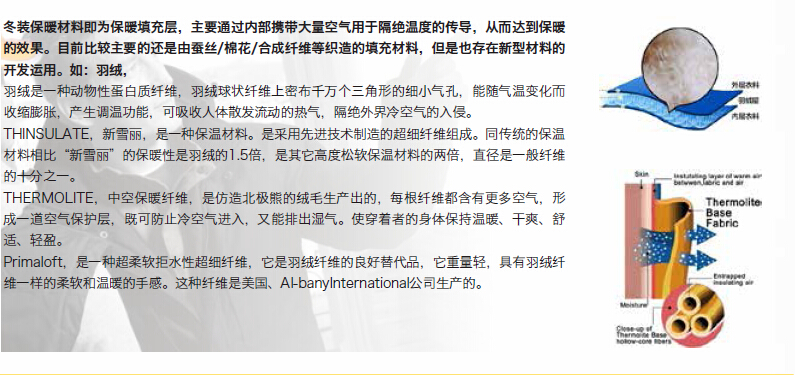 冬装保暖材料即为保暖填充层，主要通过内部携带大量空气用于隔绝温度的传导，从而达到保暖
的效果。目前比较主要的还是由蚕丝/棉花/合成纤维等织造的填充材料，但是也存在新型材料的
开发运用。如：羽绒，
羽绒是一种动物性蛋白质纤维，羽绒球状纤维上密布千万个三角形的细小气孔，能随气温变化而
收缩膨胀，产生调温功能，可吸收人体散发流动的热气，隔绝外界冷空气的入侵。
THINSULATE，新雪丽，是一种保温材料。是采用先进技术制造的超细纤维组成。同传统的保温
材料相比“新雪丽”的保暖性是羽绒的1.5倍，是其它高度松软保温材料的两倍，直径是一般纤维
的十分之一。
THERMOLITE，中空保暖纤维，是仿造北极熊的绒毛生产出的，每根纤维都含有更多空气，形
成一道空气保护层，既可防止冷空气进入，又能排出湿气。使穿着者的身体保持温暖、干爽、舒
适、轻盈。
Primaloft，是一种超柔软拒水性超细纤维，它是羽绒纤维的良好替代品，它重量轻，具有羽绒纤
维一样的柔软和温暖的手感。这种纤维是美国、Al-banyInternational公司生产的。
外层衣料
羽绒层
内层衣料
Skin
Instutating layer of warm air
betwwen,labric and air
Thermolite
Base
Fabric
Entrapped
insulating air
Moisture
Close-up of
Thermolite Base
hollow-core fibers